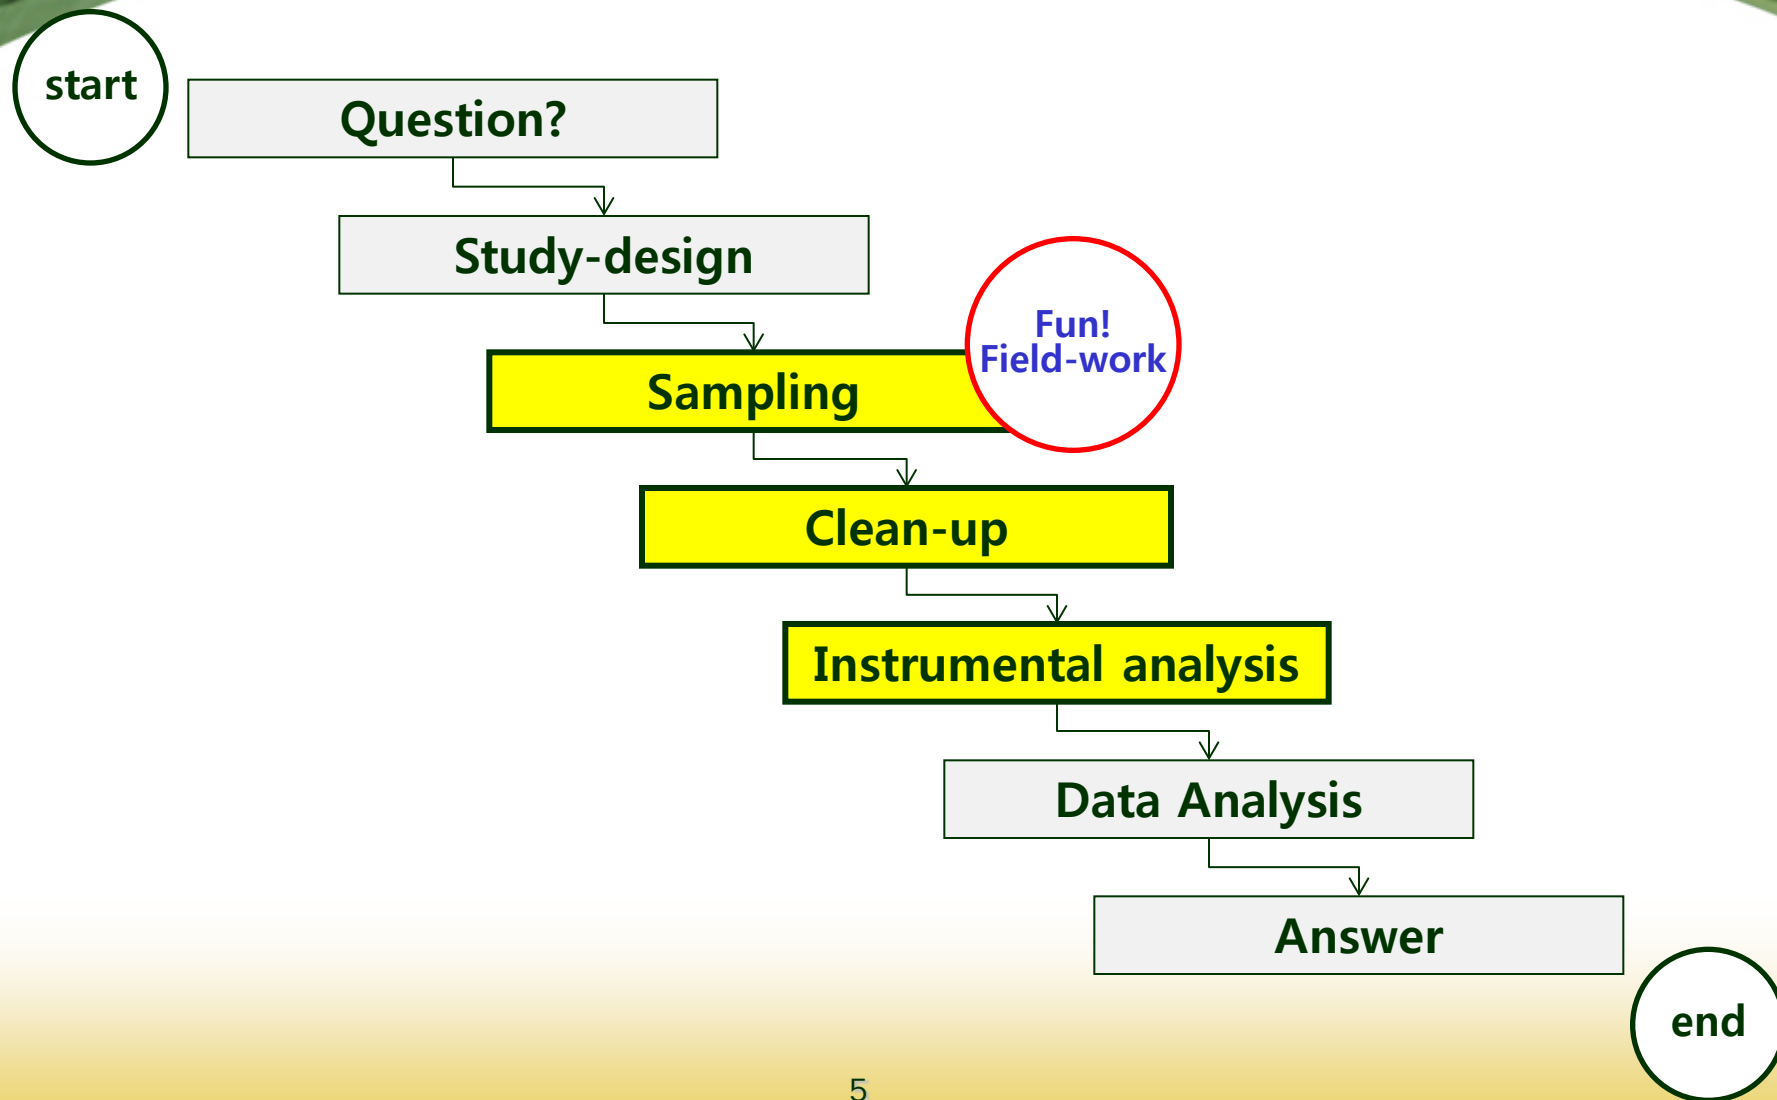 start
Question?
Study-design
Fun!
Field-work
Sampling
Clean-up
Instrumental analysis
Data Analysis
Answer
end
5